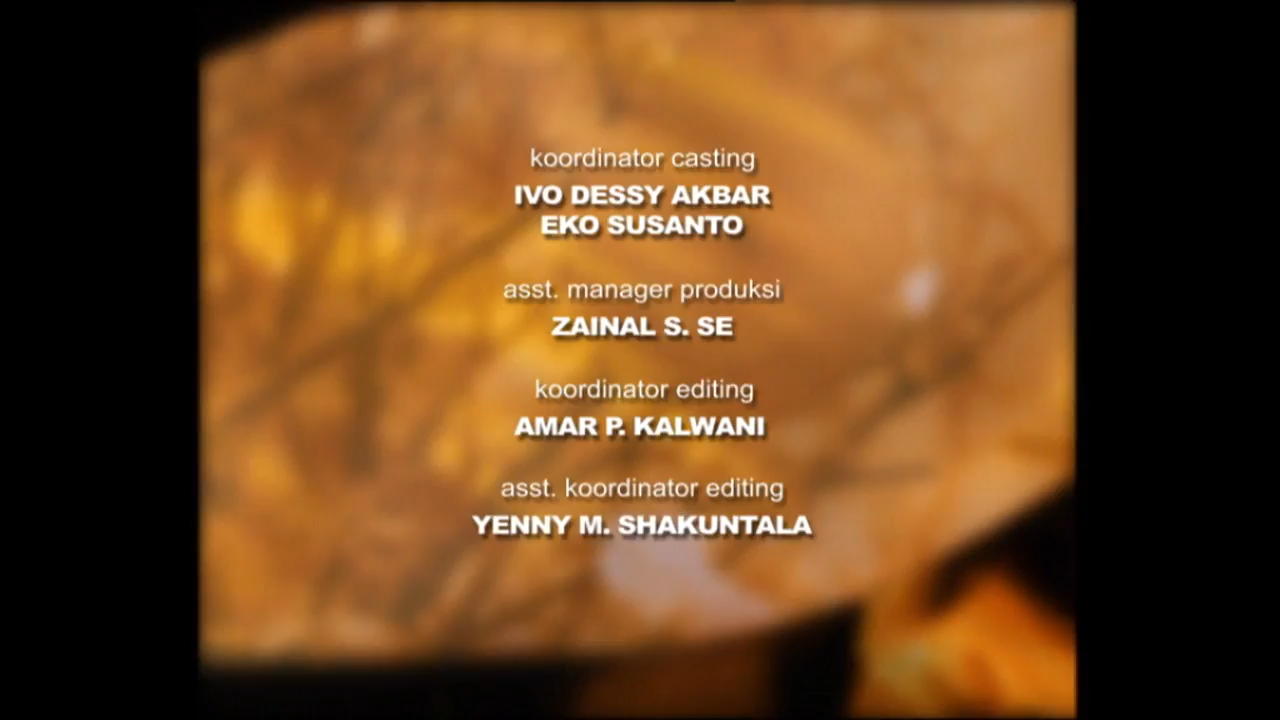 koordinator casting
IVO DESSY AKBAR
EKO SUSANTO
asst. manager produksi
ZAINAL S. SE
koordinator editing
AMAR P. KALWANI
asst. koordinator editing
YENNY M. SHAKUNTALA